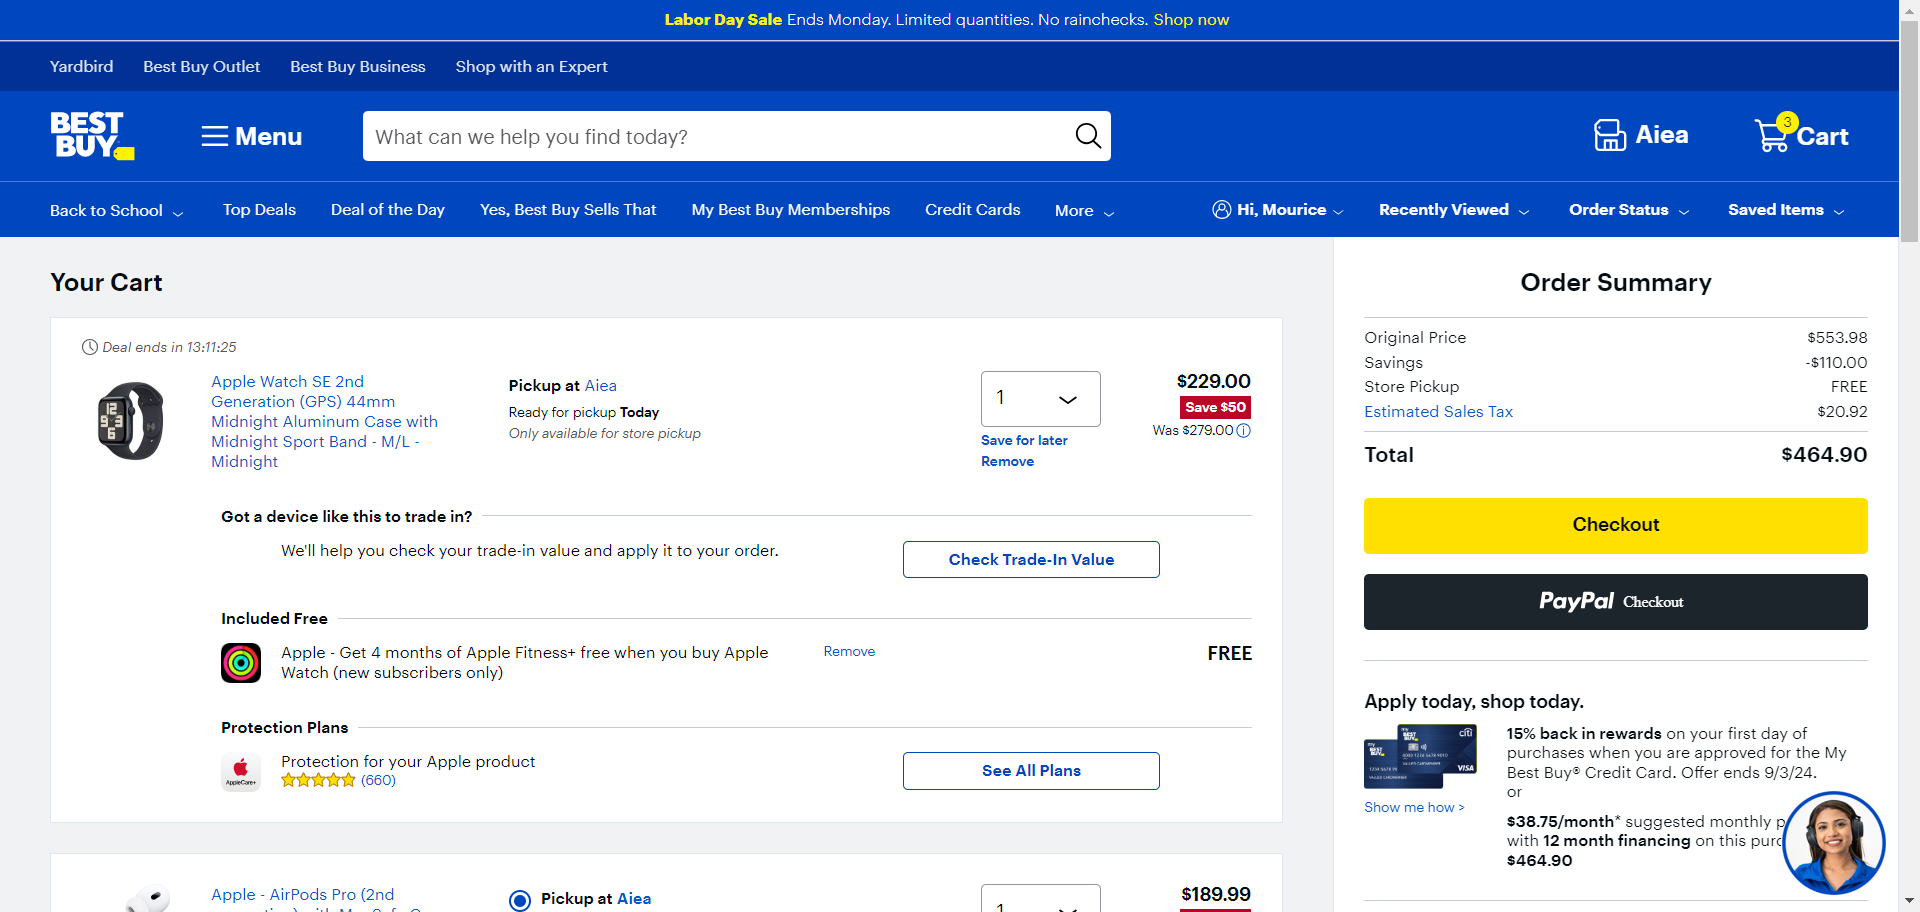 Labor Day Sale Ends Monday. Limited quantities. No rainchecks. Shop now
Yardbird Best Buy Outlet Best Buy Business Shop with an Expert
BEST BUY
Menu
What can we help you find today?
Aiea
3
Cart
Back to School Top Deals Deal of the Day Yes, Best Buy Sells That My Best Buy Memberships Credit Cards More Hi, Mourice Recently Viewed Order Status Saved Items
Your Cart
Deal ends in 13:11:25
Apple Watch SE 2nd
Generation (GPS) 44mm
Midnight Aluminum Case with
Midnight Sport Band - M/L -
Midnight
Pickup at Aiea
Ready for pickup Today
Only available for store pickup
1
Save for later
Remove
$229.00
Save $50
Was $279.00
Got a device like this to trade in?
We'll help you check your trade-in value and apply it to your order.
Check Trade-In Value
Included Free
Apple - Get 4 months of Apple Fitness+ free when you buy Apple
Watch (new subscribers only)
Remove
FREE
Protection Plans
AppleCare+
Protection for your Apple product
(660)
See All Plans
Apple - AirPods Pro (2nd
Pickup at Aiea
1
$189.99
Order Summary
Original Price $553.98
Savings -$110.00
Store Pickup FREE
Estimated Sales Tax $20.92
Total $464.90
Checkout
PayPal Checkout
Apply today, shop today.
my BEST BUY
citi
VISA
Show me how >
15% back in rewards on your first day of
purchases when you are approved for the My
Best Buy® Credit Card. Offer ends 9/3/24.
or
$38.75/month* suggested monthly
with 12 month financing on this
$464.90